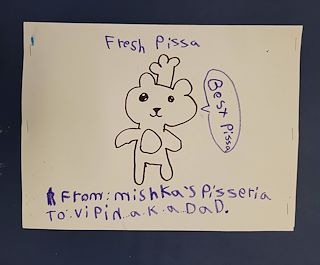 Fresh Pissa
Best Pissa
From: mishka's Pisseria
To: ViPiN a.k.a DaD.